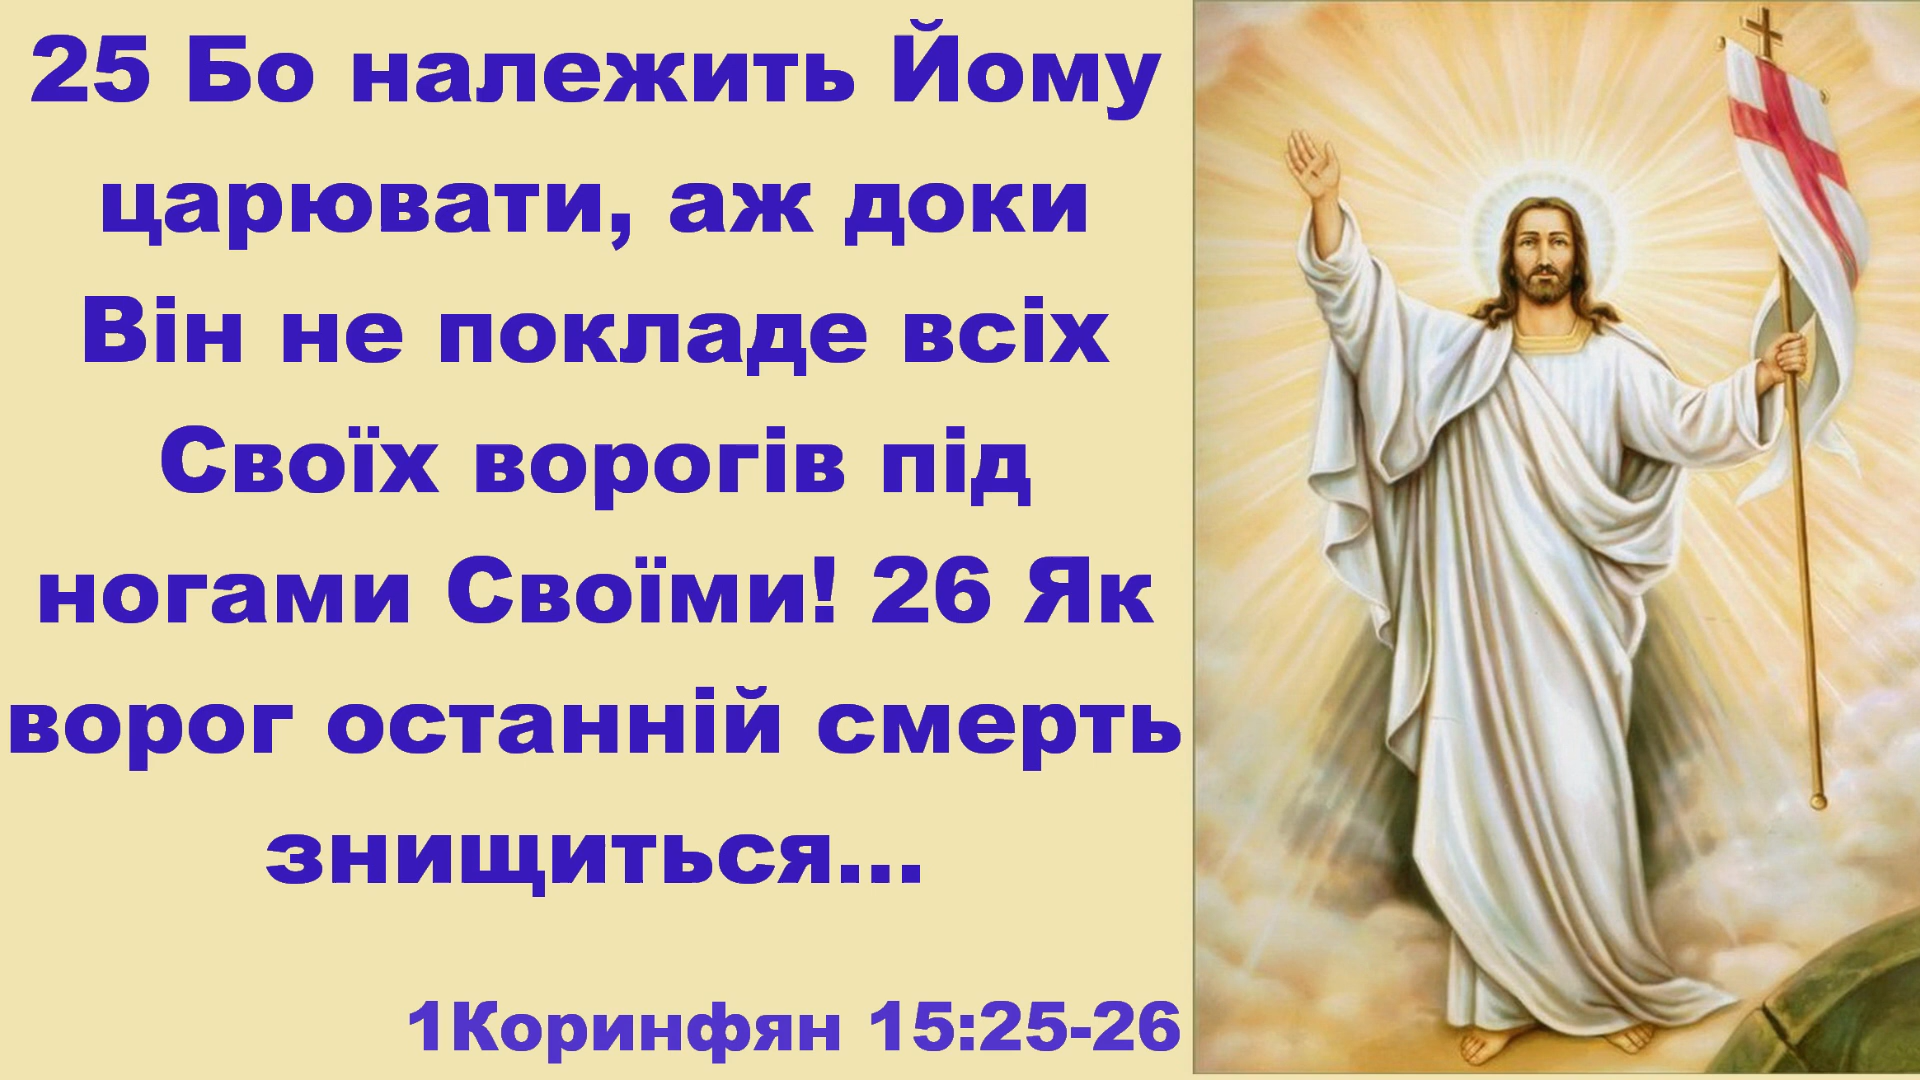 25 Бо належить Йому
царювати, аж доки
Він не покладе всіх
Своїх ворогів під
ногами Своїми! 26 Як
ворог останній смерть
знищиться...
1Коринфян 15:25-26